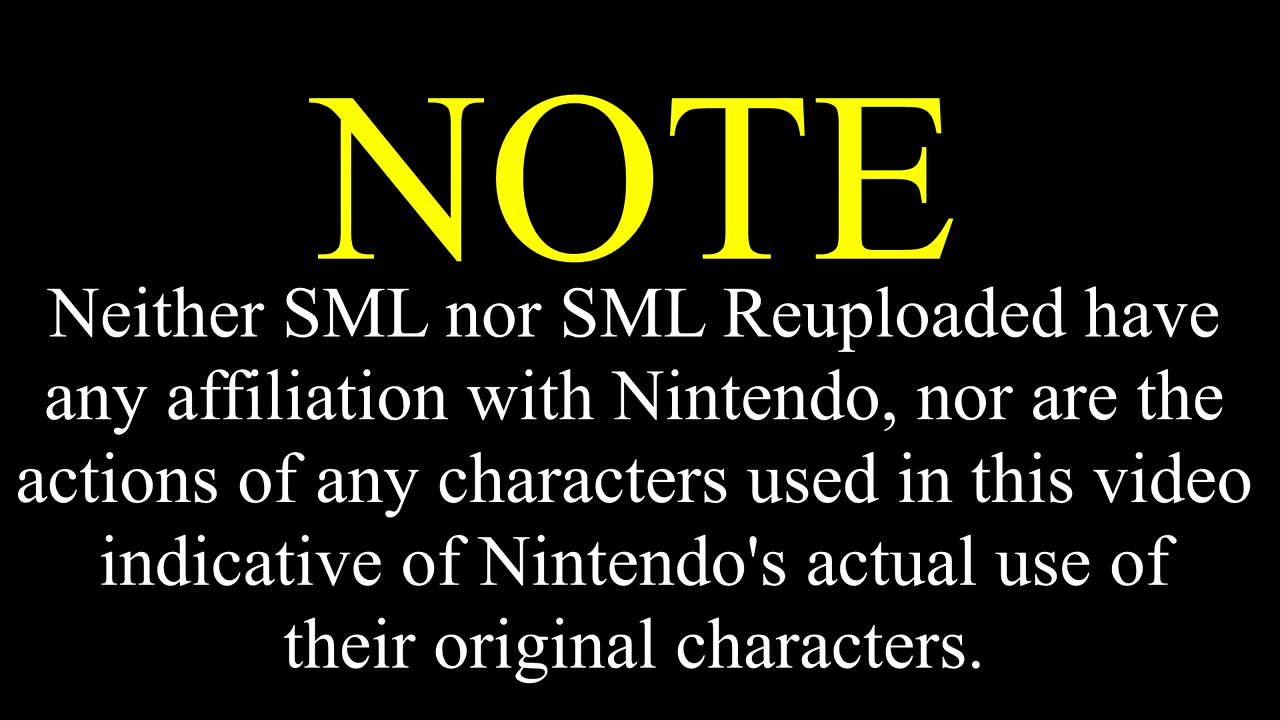 NOTE
Neither SML nor SML Reuploaded have
any affiliation with Nintendo, nor are the
actions of any characters used in this video
indicative of Nintendo's actual use of
their original characters.